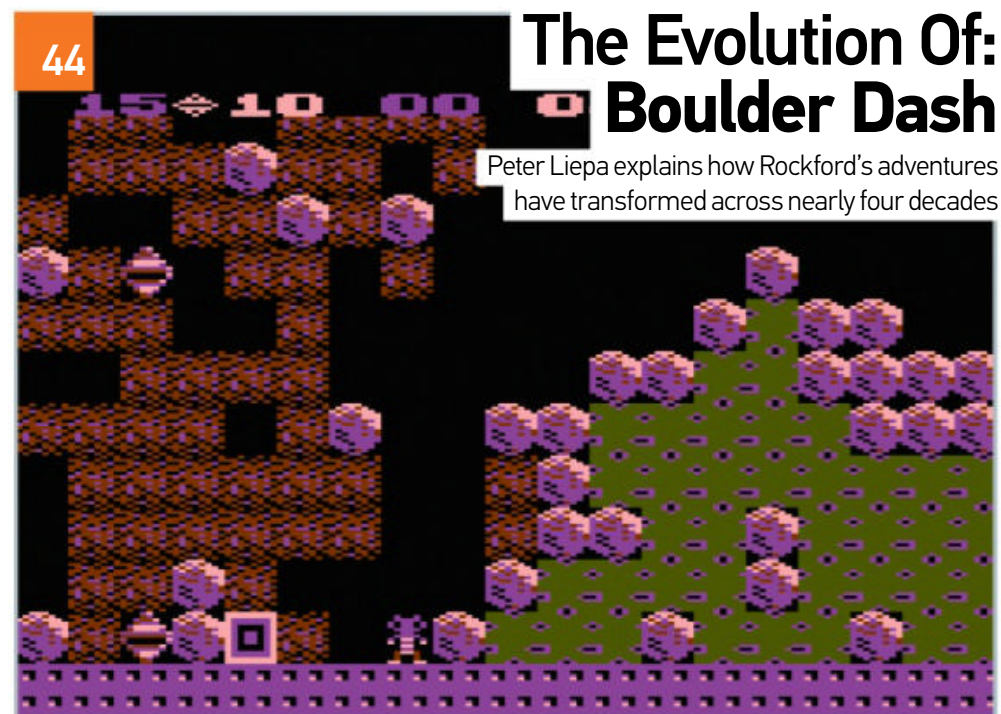 44
The Evolution Of:
Boulder Dash
Peter Liepa explains how Rockford's adventures
have transformed across nearly four decades
15 10 00 0